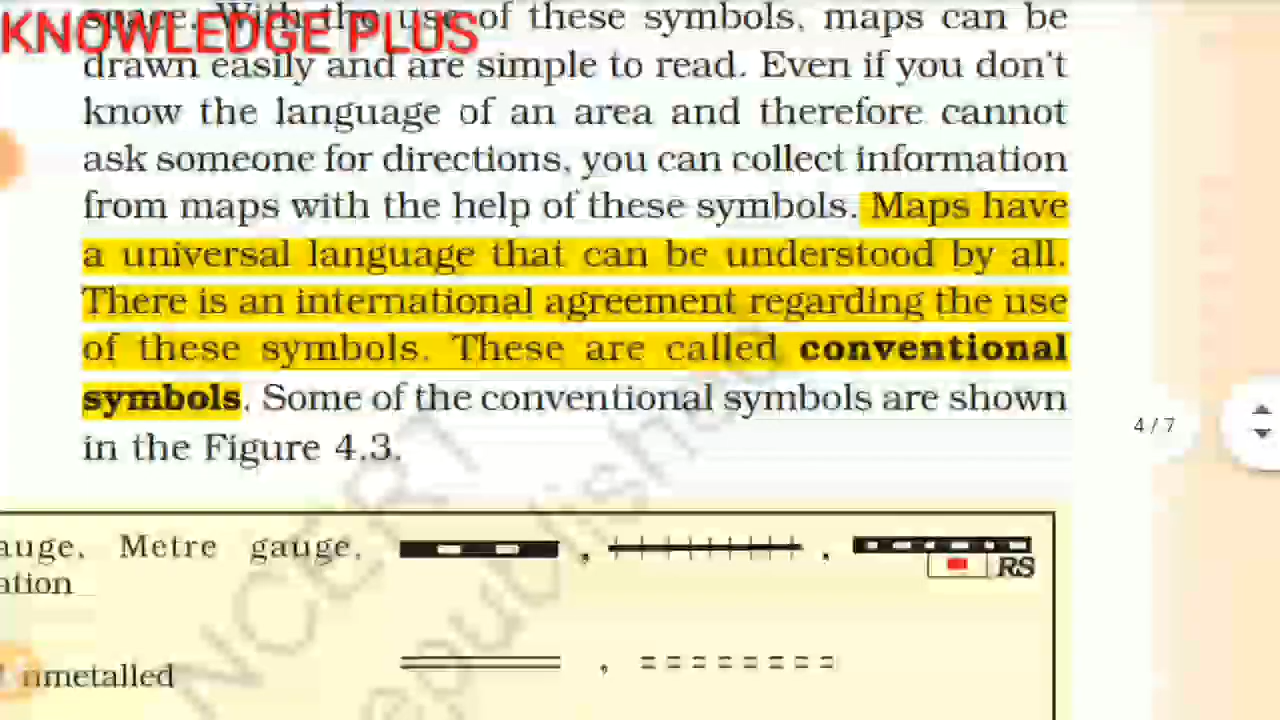 space. With the use of these symbols, maps can be
KNOWLEDGE PLUS
drawn easily and are simple to read. Even if you don't
know the language of an area and therefore cannot
ask someone for directions, you can collect information
from maps with the help of these symbols. Maps have
a universal language that can be understood by all.
There is an international agreement regarding the use
of these symbols. These are called conventional
symbols. Some of the conventional symbols are shown
4 / 7
in the Figure 4.3.
auge, Metre gauge, , ,
ation RS
nmetalled ,
NCERT
republished